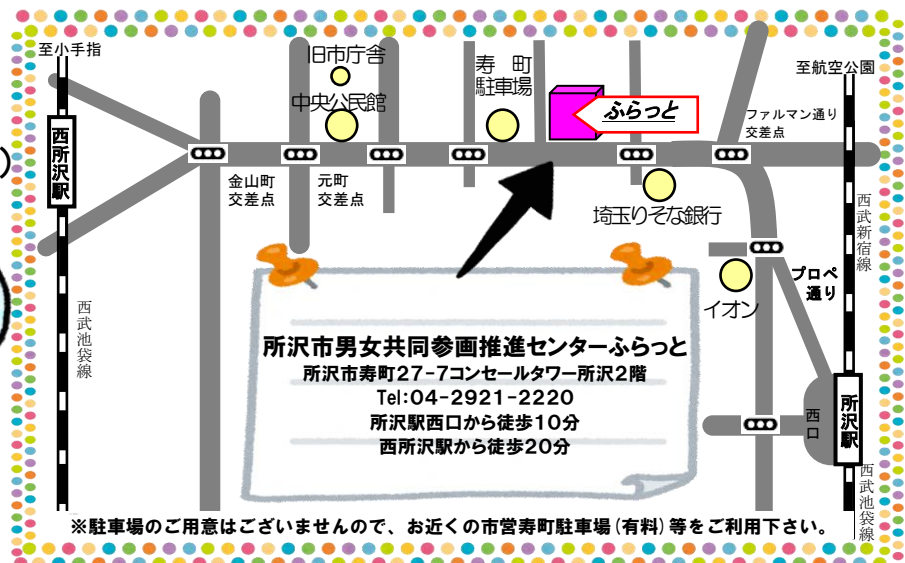 至小手指
旧市庁舎
中央公民館
寿町
駐車場
ふらっと
至航空公園
ファルマン通り
交差点
西所沢駅
金山町
交差点
元町
交差点
埼玉りそな銀行
西武新宿線
プロペ
通り
イオン
西武池袋線
所沢市男女共同参画推進センターふらっと
所沢市寿町27-7コンセールタワー所沢2階
Tel:04-2921-2220
所沢駅西口から徒歩10分
西所沢駅から徒歩20分
西口
所沢駅
西武池袋線
※駐車場のご用意はございませんので、お近くの市営寿町駐車場(有料)等をご利用下さい。